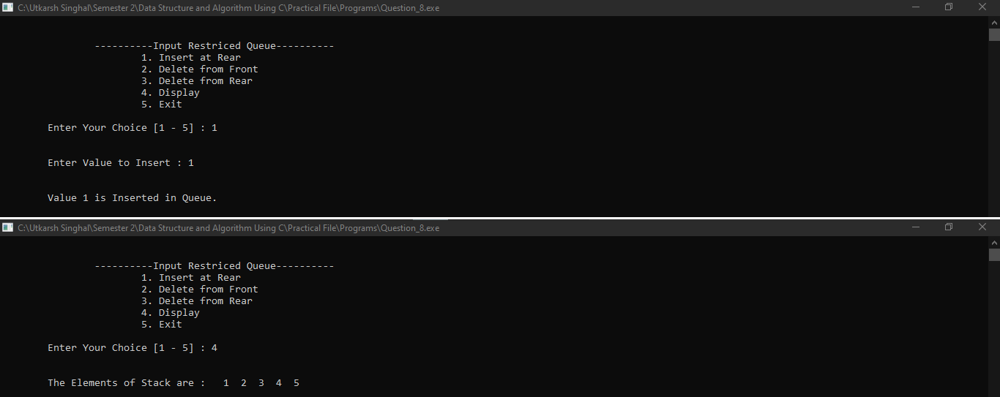 C:\Utkarsh Singhal\Semester 2\Data Structure and Algorithm Using C\Practical File\Programs\Question_8.exe
----------Input Restriced Queue----------
1. Insert at Rear
2. Delete from Front
3. Delete from Rear
4. Display
5. Exit
Enter Your Choice [1 - 5] : 1
Enter Value to Insert : 1
Value 1 is Inserted in Queue.
C:\Utkarsh Singhal\Semester 2\Data Structure and Algorithm Using C\Practical File\Programs\Question_8.exe
----------Input Restriced Queue----------
1. Insert at Rear
2. Delete from Front
3. Delete from Rear
4. Display
5. Exit
Enter Your Choice [1 - 5] : 4
The Elements of Stack are :   1  2  3  4  5